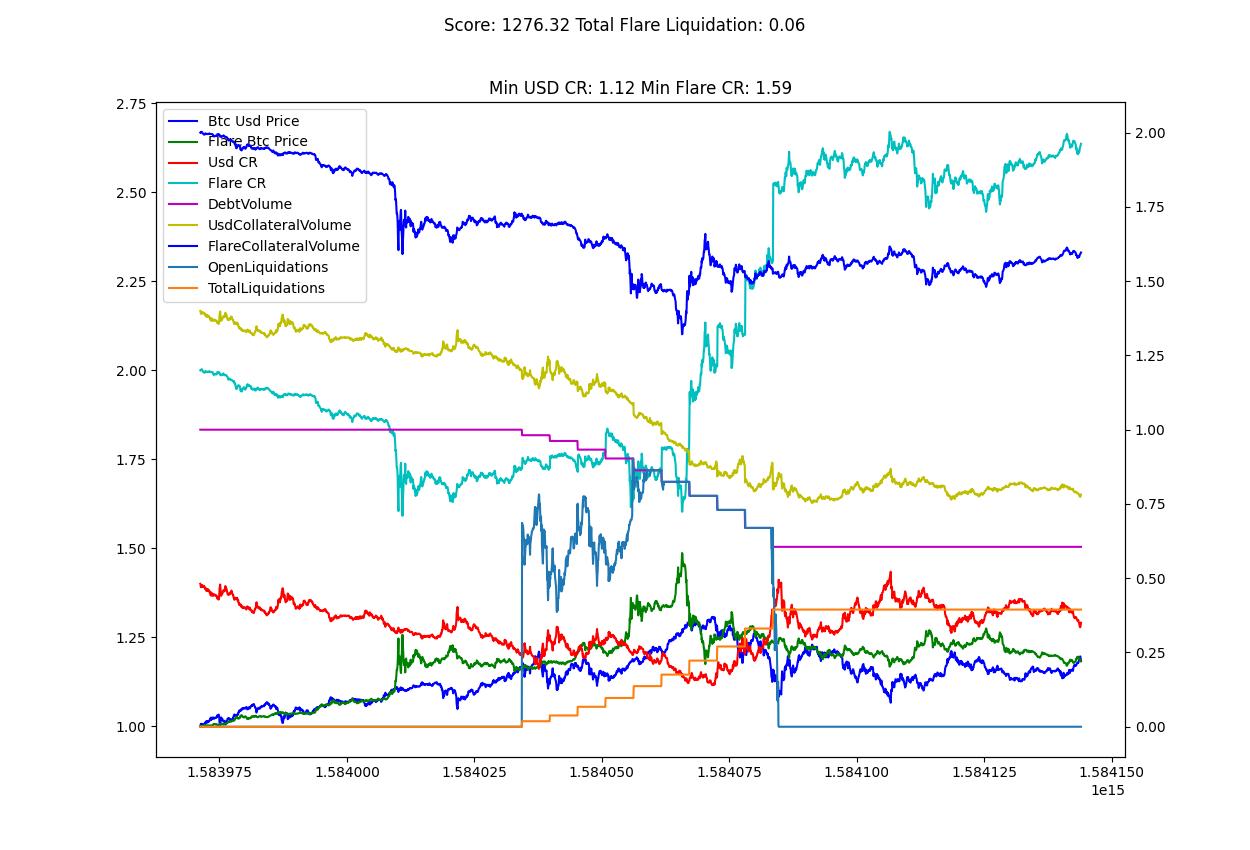 Score: 1276.32 Total Flare Liquidation: 0.06
Min USD CR: 1.12 Min Flare CR: 1.59
Btc Usd Price
Flare Btc Price
Usd CR
Flare CR
DebtVolume
UsdCollateralVolume
FlareCollateralVolume
OpenLiquidations
TotalLiquidations
2.75
2.50
2.25
2.00
1.75
1.50
1.25
1.00
2.00
1.75
1.50
1.25
1.00
0.75
0.50
0.25
0.00
1.583975 1.584000 1.584025 1.584050 1.584075 1.584100 1.584125 1.584150
1e15